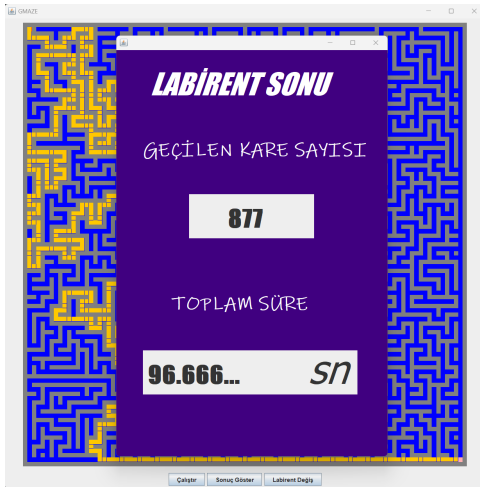 GMAZE
LABİRENT SONU
GEÇİLEN KARE SAYISI
877
TOPLAM SÜRE
96.666... sn
Çalıştır Sonuç Göster Labirent Değiş